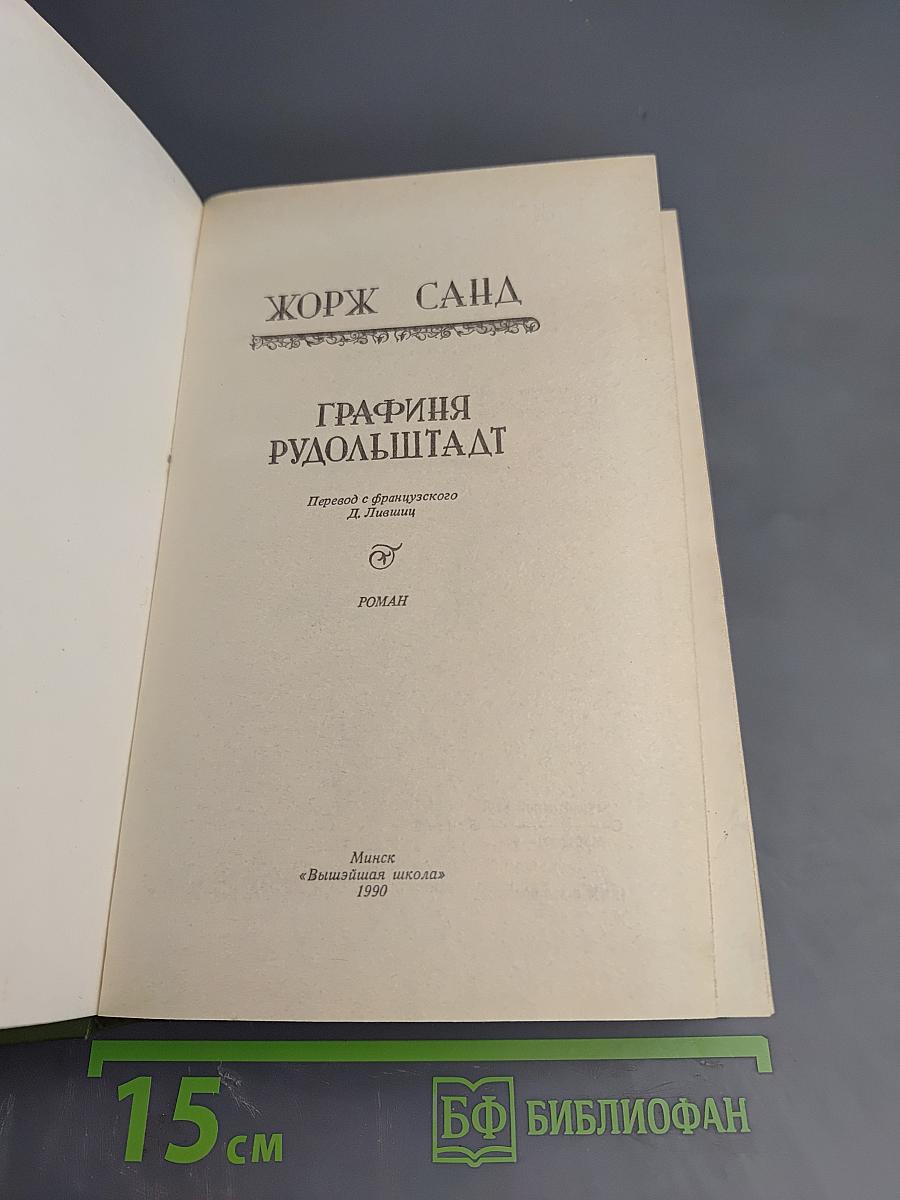 ЖОРЖ САНД
ГРАФИНЯ
РУДОЛЬШТАДТ
Перевод с французского
Д. Лившиц
РОМАН
Минск
«Вышэйшая школа»
1990
15 см
БФ БИБЛИОФАН